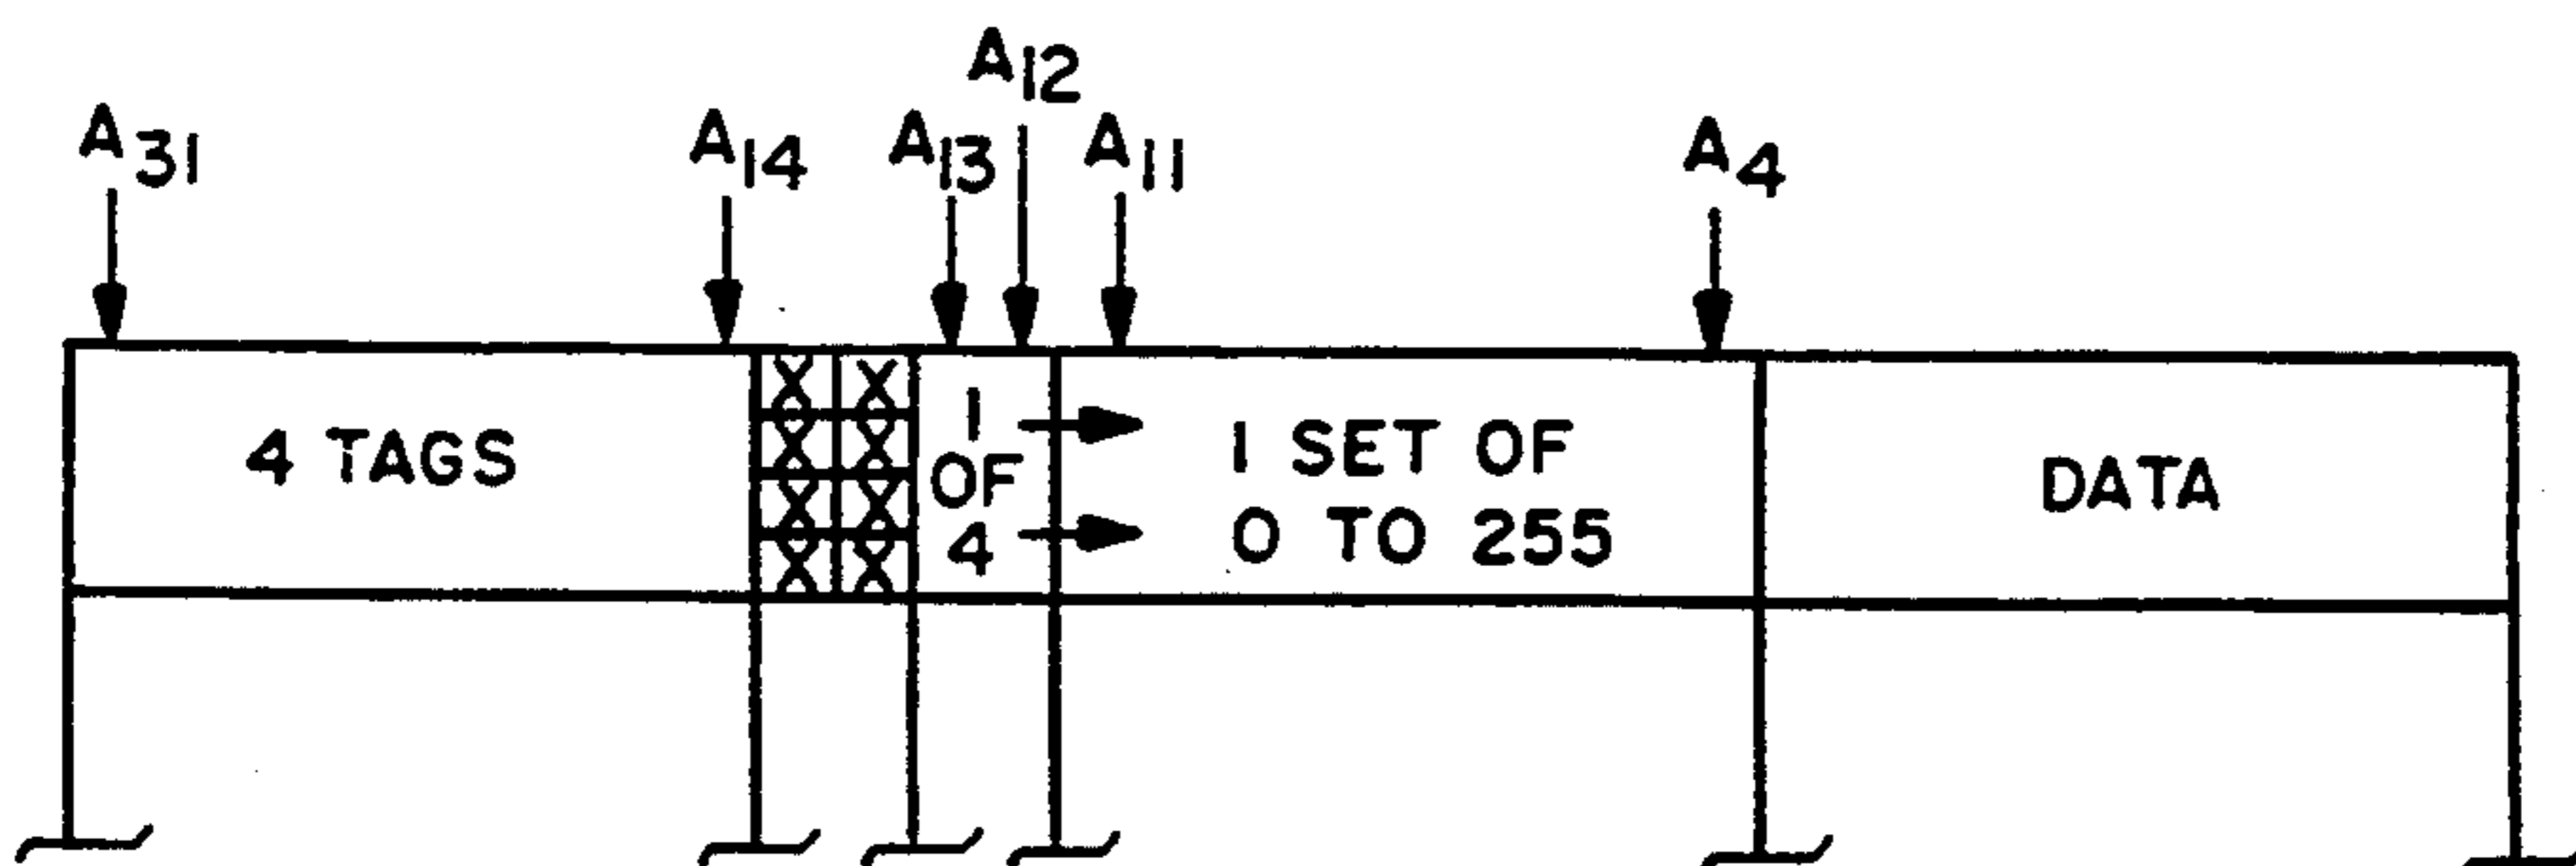 A12
A31 A14 A13 A11 A4
4 TAGS
X X
X X
X X
X X
1
OF
4
1 SET OF
0 TO 255
DATA